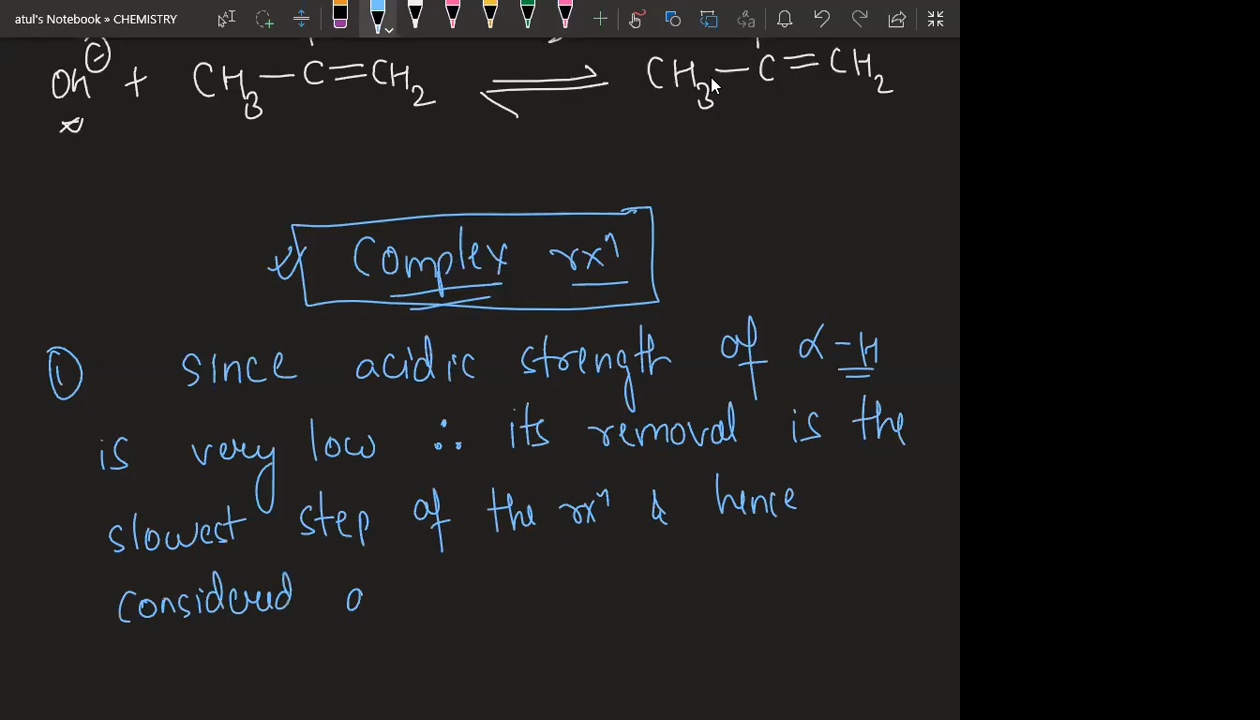 atul's Notebook » CHEMISTRY
OH⊖ + CH3 — C = CH2 ⇌ CH3 — C = CH2
Complex rxⁿ
① since acidic strength of α-H
is very low ∴ its removal is the
slowest step of the rxⁿ & hence
considered a